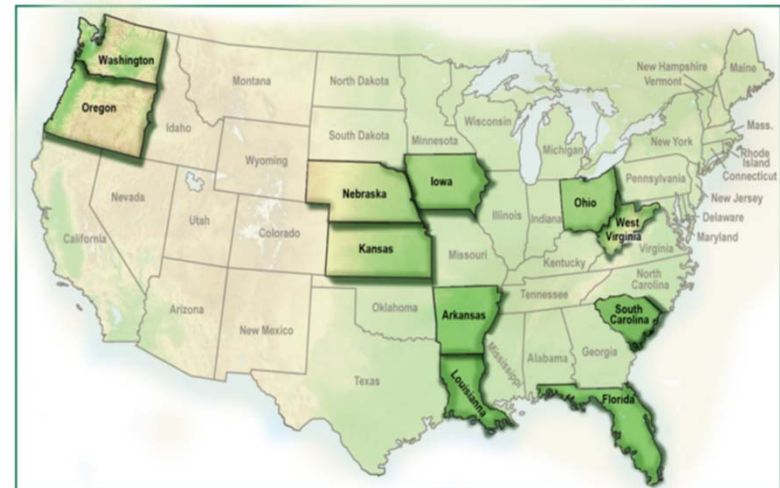 Washington
Oregon
California
Nevada
Idaho
Montana
Wyoming
Utah
Colorado
Arizona
New Mexico
North Dakota
South Dakota
Nebraska
Kansas
Oklahoma
Texas
Minnesota
Iowa
Missouri
Arkansas
Louisianna
Wisconsin
Illinois
Michigan
Indiana
Ohio
Kentucky
Tennessee
Mississippi
Alabama
Georgia
Florida
South
Carolina
North
Carolina
Virginia
West
Virginia
Pennsylvania
New York
New Hampshire
Vermont
Maine
Mass.
Rhode
Island
Connecticut
New Jersey
Delaware
Maryland